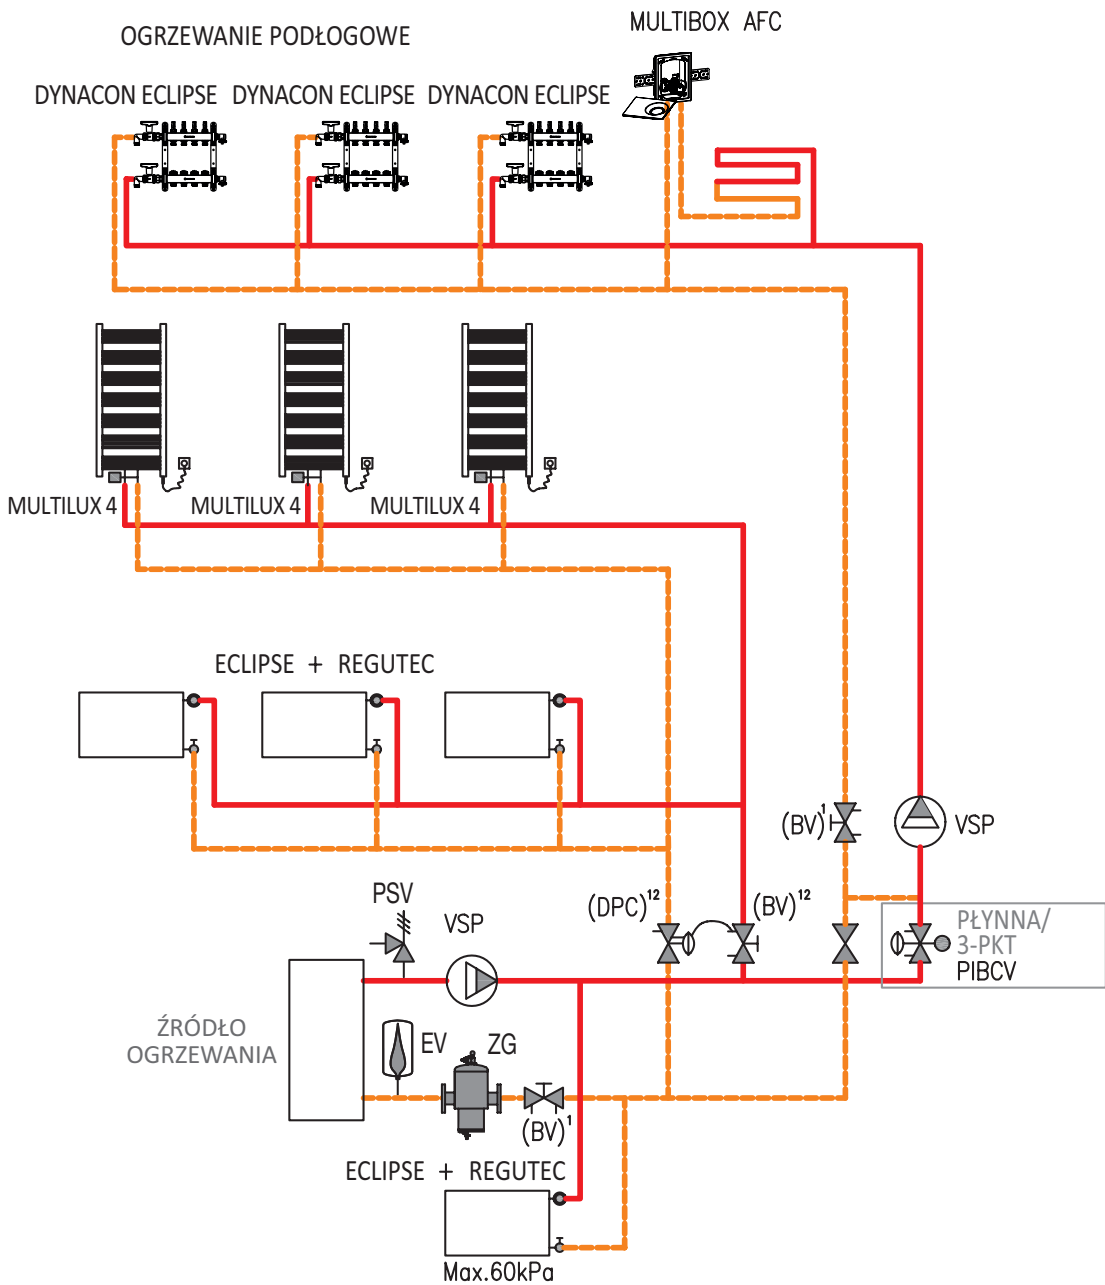 MULTIBOX AFC
OGRZEWANIE PODŁOGOWE
DYNACON ECLIPSE DYNACON ECLIPSE DYNACON ECLIPSE
MULTILUX 4 MULTILUX 4 MULTILUX 4
ECLIPSE + REGUTEC
(BV)¹ VSP
PSV
VSP
(DPC)¹² (BV)¹²
PŁYNNA/
3-PKT
PIBCV
ŹRÓDŁO
OGRZEWANIA
EV ZG
(BV)¹
ECLIPSE + REGUTEC
Max.60kPa